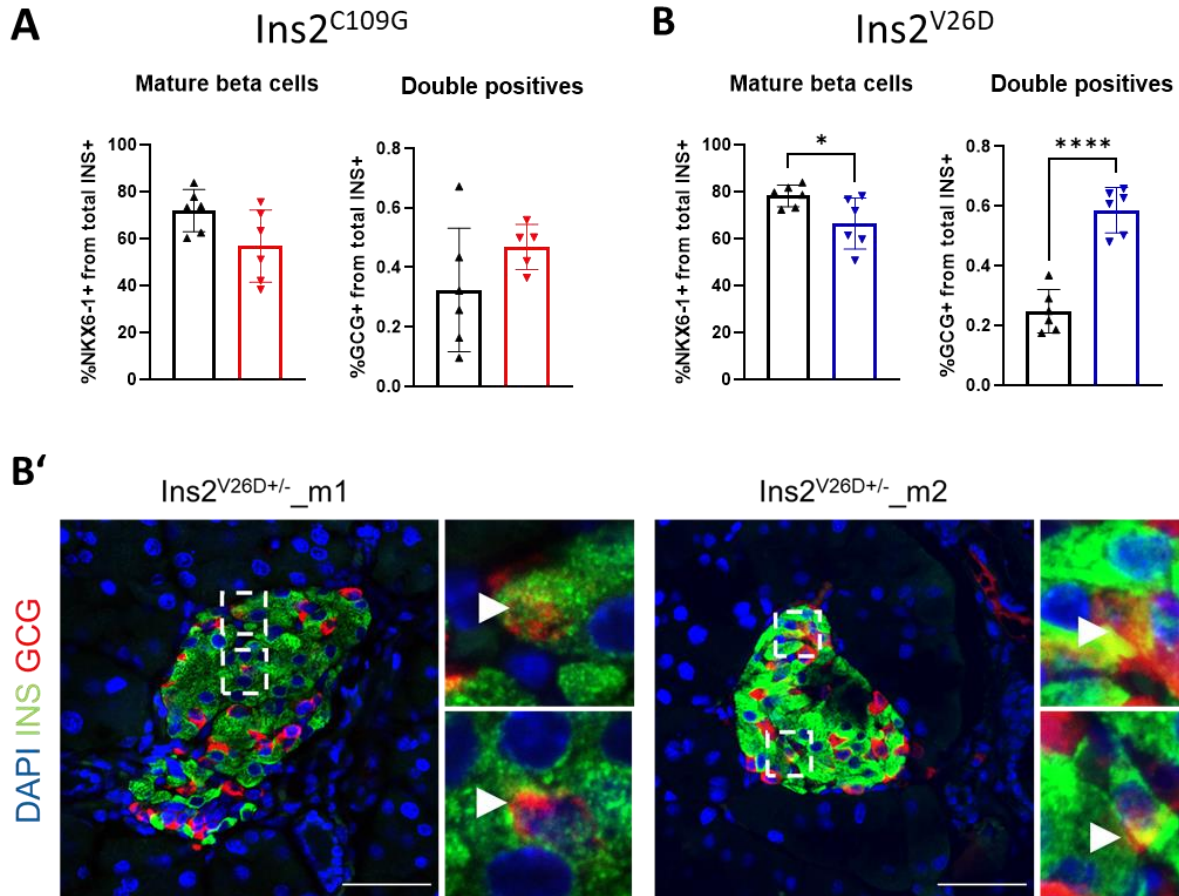 A
Ins2C109G
Mature beta cells
%NKX6-1+ from total INS+
100
80
60
40
20
0
Double positives
%GCG+ from total INS+
0.8
0.6
0.4
0.2
0.0
B
Ins2V26D
Mature beta cells
%NKX6-1+ from total INS+
100
80
60
40
20
0
*
Double positives
%GCG+ from total INS+
0.8
0.6
0.4
0.2
0.0
****
B‘
Ins2V26D+/-_m1
Ins2V26D+/-_m2
DAPI INS GCG